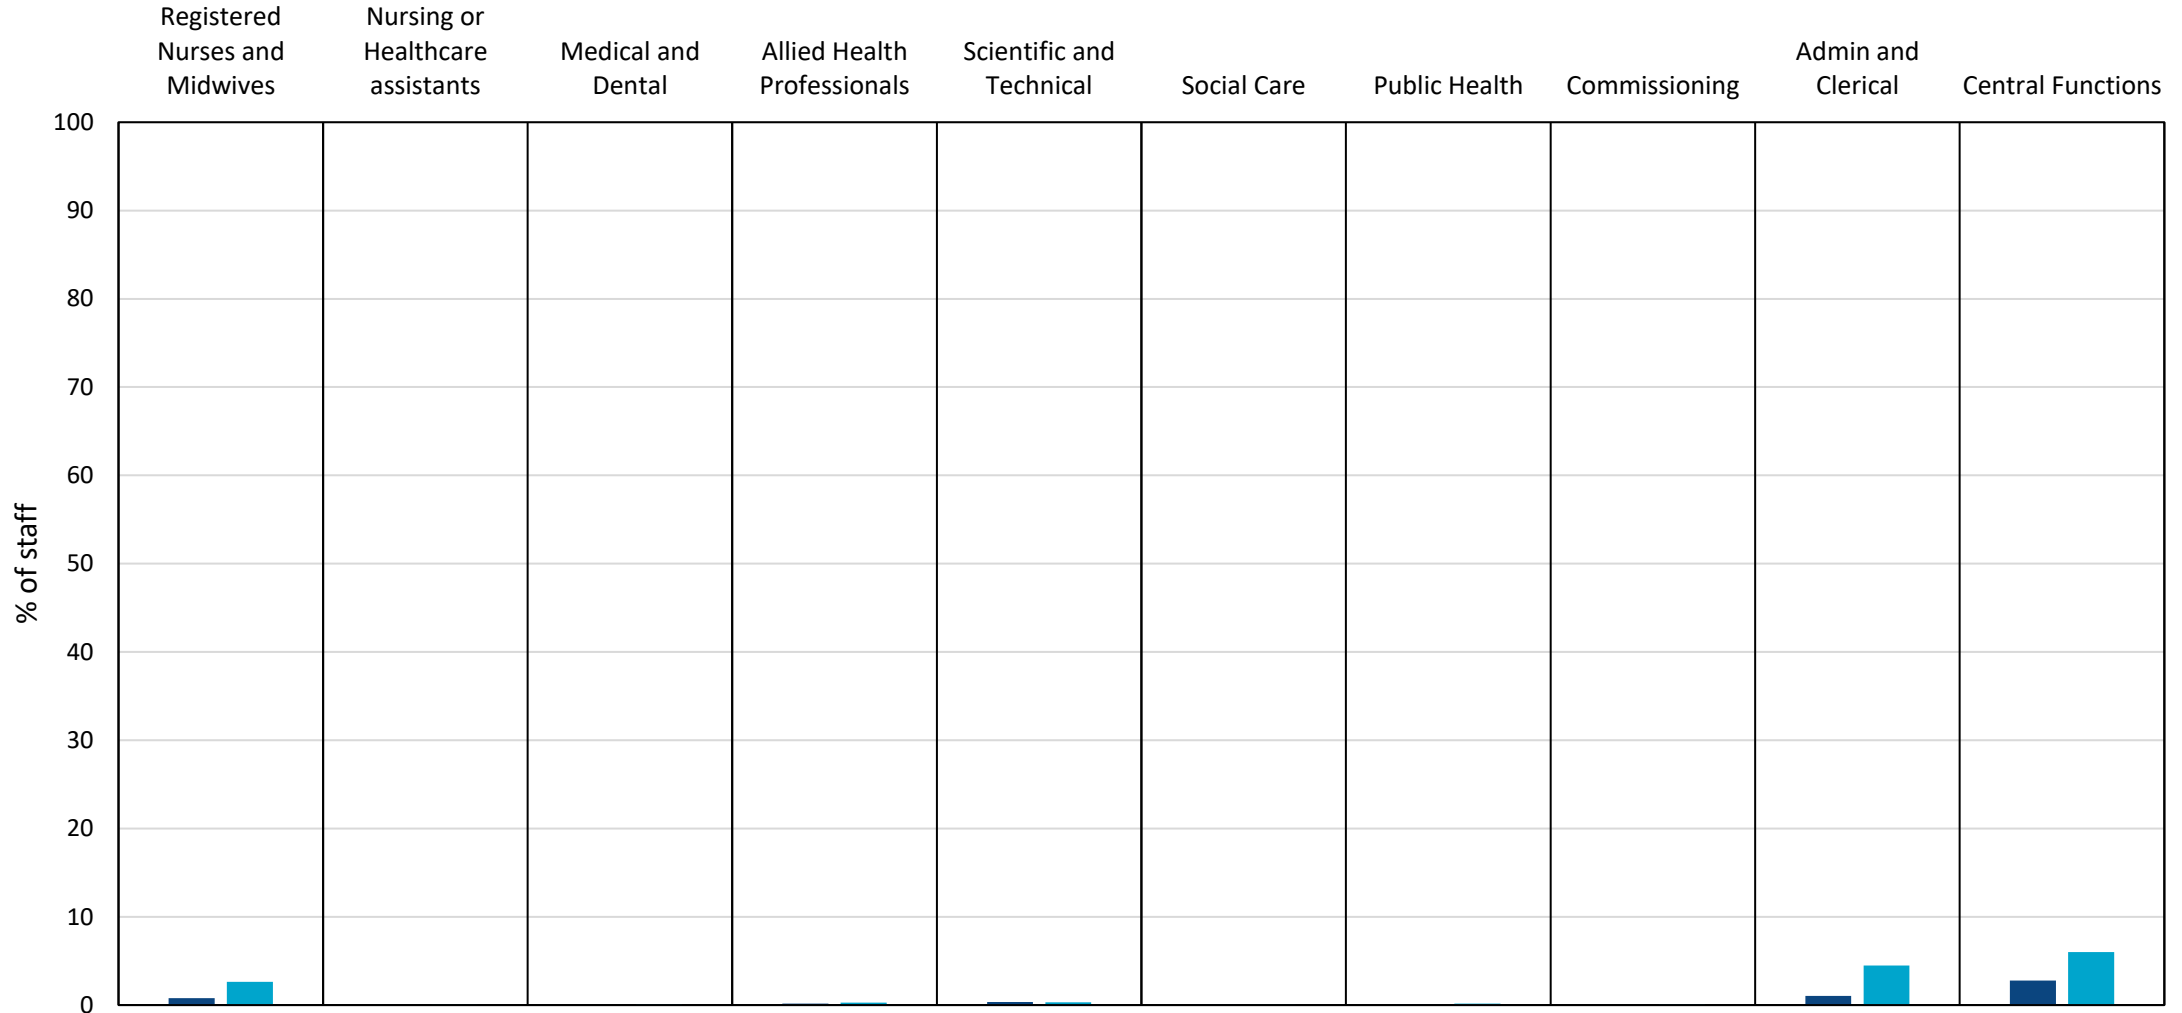 Registered
Nurses and
Midwives
Nursing or
Healthcare
assistants
Medical and
Dental
Allied Health
Professionals
Scientific and
Technical
Social Care
Public Health
Commissioning
Admin and
Clerical
Central Functions
100
90
80
70
60
50
40
30
20
10
0
% of staff